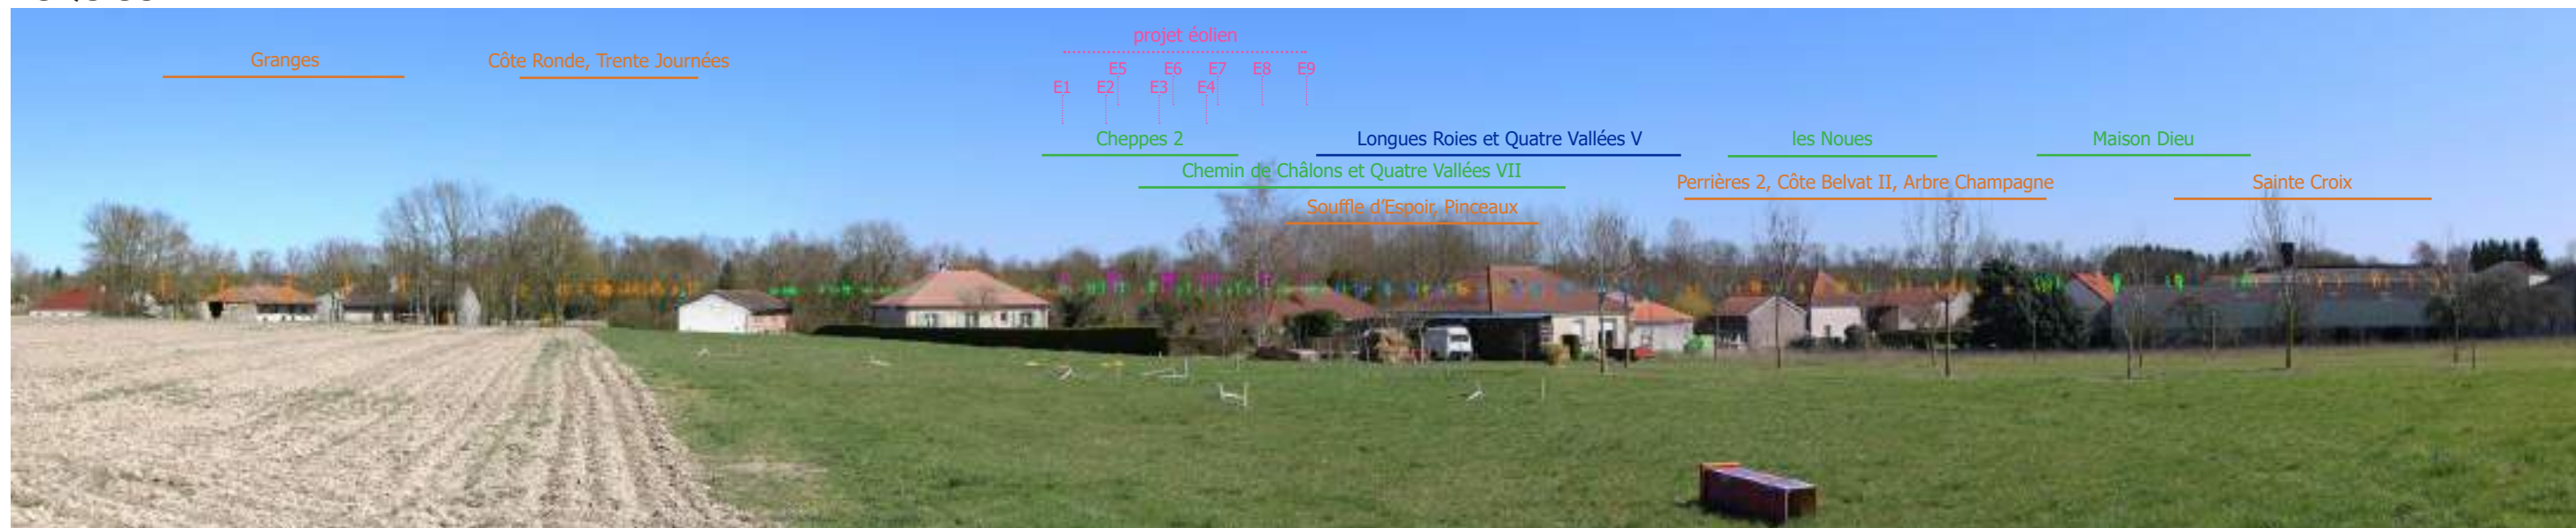 projet éolien
Granges
Côte Ronde, Trente Journées
E5 E6 E7 E8 E9
E1 E2 E3 E4
Cheppes 2
Longues Roies et Quatre Vallées V
les Noues
Maison Dieu
Chemin de Châlons et Quatre Vallées VII
Perrières 2, Côte Belvat II, Arbre Champagne
Sainte Croix
Souffle d'Espoir, Pinceaux